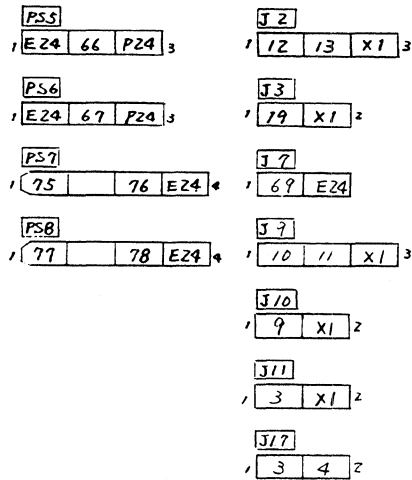 PS5
1 E24 66 P24 3
PS6
1 E24 67 P24 3
PS7
1 75 76 E24 4
PS8
1 77 78 E24 4
J2
1 12 13 X1 3
J3
1 19 X1 2
J7
1 69 E24
J9
1 10 11 X1 3
J10
1 9 X1 2
J11
1 3 X1 2
J17
1 3 4 2